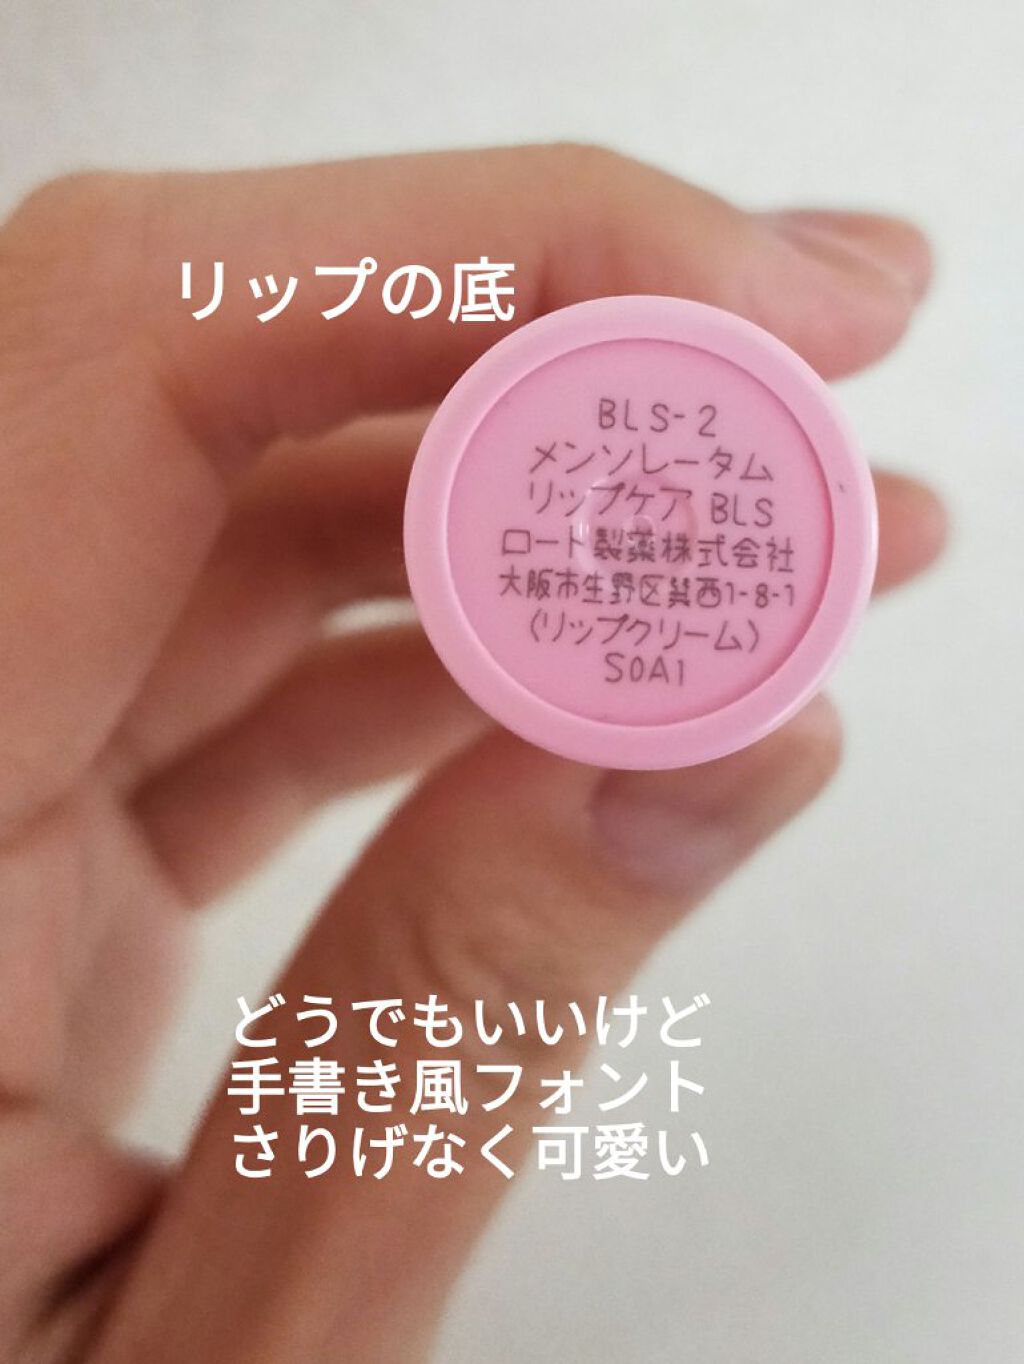 リップの底
BLS-2
メンソレータム
リップケア BLS
ロート製薬株式会社
大阪市生野区巽西1-8-1
(リップクリーム)
S0A1
どうでもいいけど
手書き風フォント
さりげなく可愛い